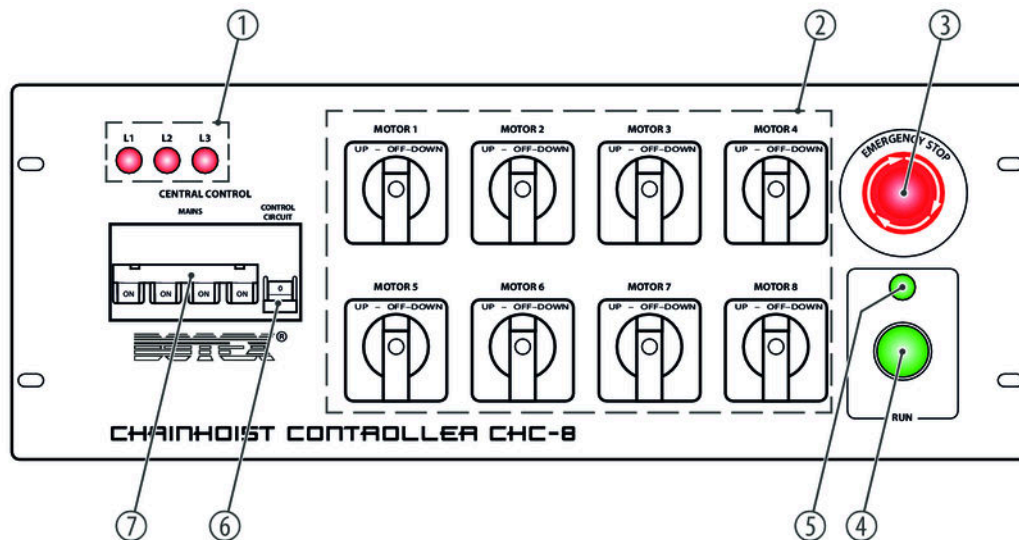 1 2 3
L1 L2 L3
CENTRAL CONTROL
MAINS CONTROL CIRCUIT
ON ON ON ON 0
MOTOR 1 MOTOR 2 MOTOR 3 MOTOR 4
UP - OFF-DOWN UP - OFF-DOWN UP - OFF-DOWN UP - OFF-DOWN
EMERGENCY STOP
MOTOR 5 MOTOR 6 MOTOR 7 MOTOR 8
UP - OFF-DOWN UP - OFF-DOWN UP - OFF-DOWN UP - OFF-DOWN
BOTEX®
RUN
CHAINHOIST CONTROLLER CHC-8
7 6 5 4